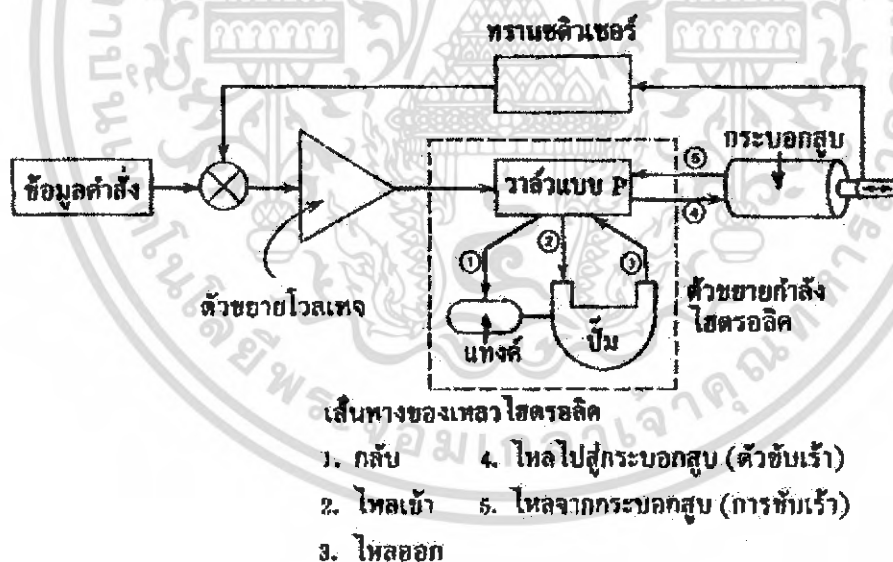 ทรานซดิวเซอร์
กระบอกสูบ
ข้อมูลคำสั่ง
วาล์วแบบ P
⑤
④
①
②
③
ตัวขยายโวลเทจ
แทงค์
ปั๊ม
ตัวขยายกำลัง
ไฮดรอลิค
เส้นทางของเหลวไฮดรอลิค
1. กลับ 4. ไหลไปสู่กระบอกสูบ (ตัวขับเร้า)
2. ไหลเข้า 5. ไหลจากกระบอกสูบ (การขับเร้า)
3. ไหลออก